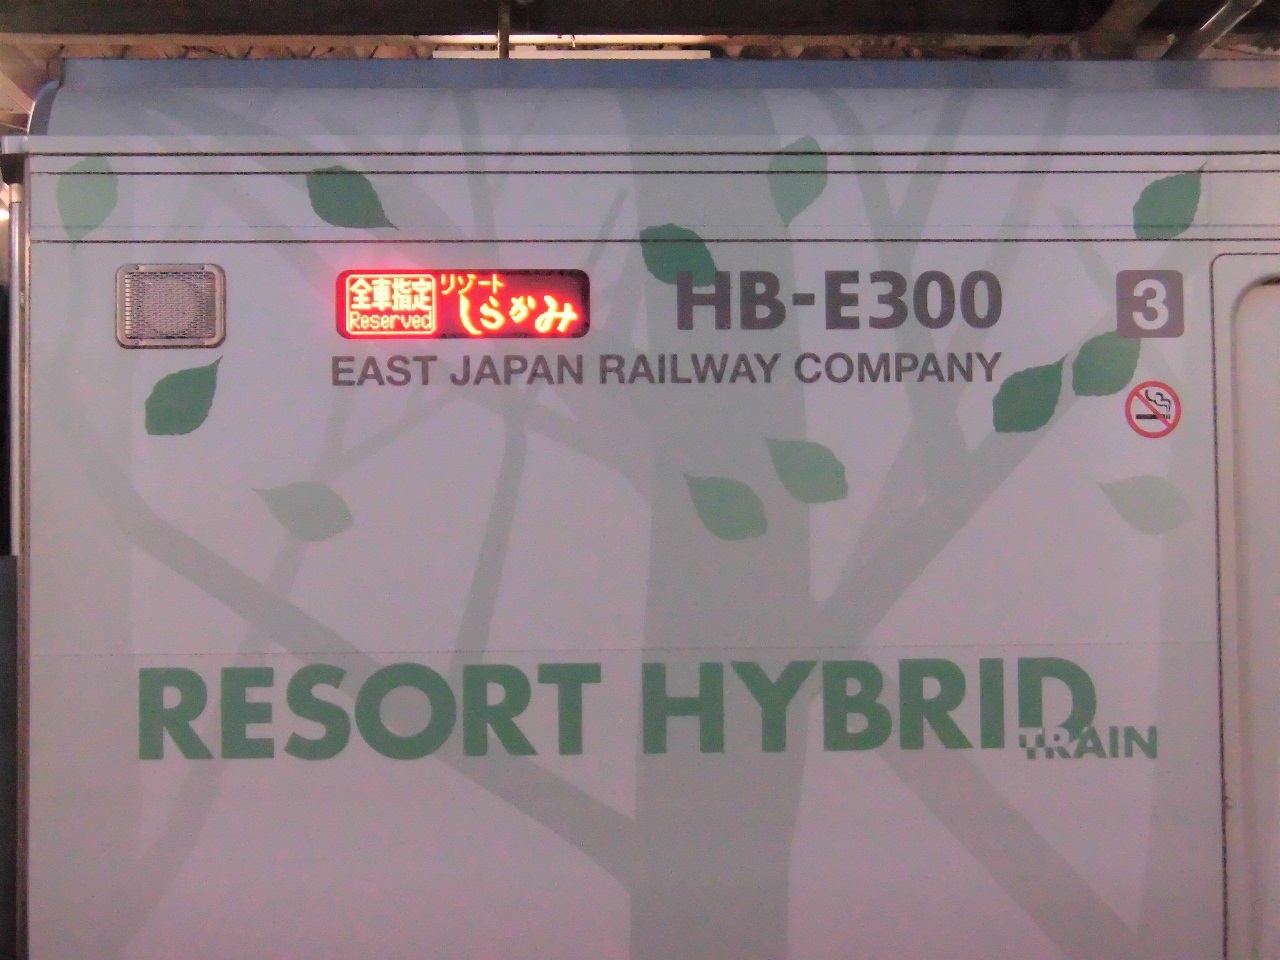 全車指定 リゾート
Reserved しらかみ
HB-E300
3
EAST JAPAN RAILWAY COMPANY
RESORT HYBRID
TRAIN